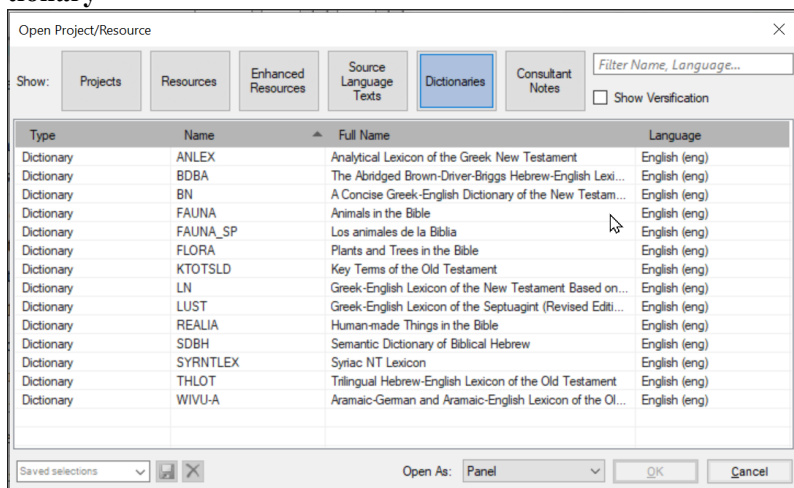 Open Project/Resource
Show: Projects Resources Enhanced Resources Source Language Texts Dictionaries Consultant Notes Filter Name, Language...
Show Versification
Type Name Full Name Language
Dictionary ANLEX Analytical Lexicon of the Greek New Testament English (eng)
Dictionary BDBA The Abridged Brown-Driver-Briggs Hebrew-English Lexi... English (eng)
Dictionary BN A Concise Greek-English Dictionary of the New Testam... English (eng)
Dictionary FAUNA Animals in the Bible English (eng)
Dictionary FAUNA_SP Los animales de la Biblia English (eng)
Dictionary FLORA Plants and Trees in the Bible English (eng)
Dictionary KTOTSLD Key Terms of the Old Testament English (eng)
Dictionary LN Greek-English Lexicon of the New Testament Based on... English (eng)
Dictionary LUST Greek-English Lexicon of the Septuagint (Revised Editi... English (eng)
Dictionary REALIA Human-made Things in the Bible English (eng)
Dictionary SDBH Semantic Dictionary of Biblical Hebrew English (eng)
Dictionary SYRNTLEX Syriac NT Lexicon English (eng)
Dictionary THLOT Trilingual Hebrew-English Lexicon of the Old Testament English (eng)
Dictionary WIVU-A Aramaic-German and Aramaic-English Lexicon of the Ol... English (eng)
Saved selections Open As: Panel OK Cancel